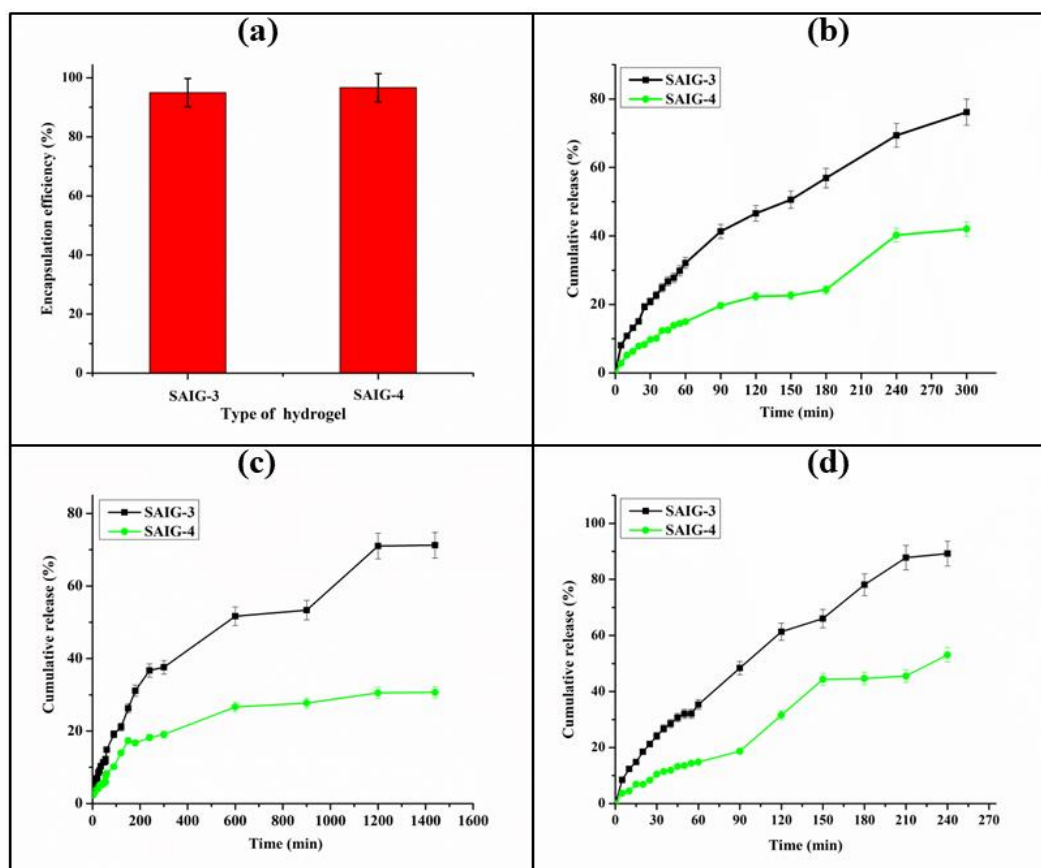 (a)
Encapsulation efficiency (%)
100
80
60
40
20
0
SAIG-3
SAIG-4
Type of hydrogel
(b)
SAIG-3
SAIG-4
Cumulative release (%)
80
60
40
20
0
0 30 60 90 120 150 180 210 240 270 300
Time (min)
(c)
SAIG-3
SAIG-4
Cumulative release (%)
80
60
40
20
0
0 200 400 600 800 1000 1200 1400 1600
Time (min)
(d)
SAIG-3
SAIG-4
Cumulative release (%)
100
80
60
40
20
0
0 30 60 90 120 150 180 210 240 270
Time (min)